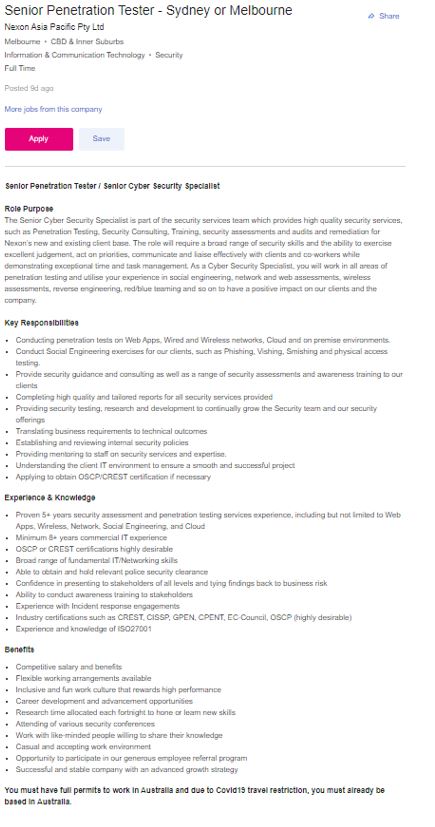 Senior Penetration Tester - Sydney or Melbourne
Share
Nexon Asia Pacific Pty Ltd
Melbourne • CBD & Inner Suburbs
Information & Communication Technology • Security
Full Time
Posted 9d ago
More jobs from this company
Apply
Save
Senior Penetration Tester / Senior Cyber Security Specialist
Role Purpose
The Senior Cyber Security Specialist is part of the security services team which provides high quality security services,
such as Penetration Testing, Security Consulting, Training, security assessments and audits and remediation for
Nexon's new and existing client base. The role will require a broad range of security skills and the ability to exercise
excellent judgement, act on priorities, communicate and liaise effectively with clients and co-workers while
demonstrating exceptional time and task management. As a Cyber Security Specialist, you will work in all areas of
penetration testing and utilise your experience in social engineering, network and web assessments, wireless
assessments, reverse engineering, red/blue teaming and so on to have a positive impact on our clients and the
company.
Key Responsibilities
• Conducting penetration tests on Web Apps, Wired and Wireless networks, Cloud and on premise environments.
• Conduct Social Engineering exercises for our clients, such as Phishing, Vishing, Smishing and physical access
testing.
• Provide security guidance and consulting as well as a range of security assessments and awareness training to our
clients
• Completing high quality and tailored reports for all security services provided
• Providing security testing, research and development to continually grow the Security team and our security
offerings
• Translating business requirements to technical outcomes
• Establishing and reviewing internal security policies
• Providing mentoring to staff on security services and expertise.
• Understanding the client IT environment to ensure a smooth and successful project
• Applying to obtain OSCP/CREST certification if necessary
Experience & Knowledge
• Proven 5+ years security assessment and penetration testing services experience, including but not limited to Web
Apps, Wireless, Network, Social Engineering, and Cloud
• Minimum 8+ years commercial IT experience
• OSCP or CREST certifications highly desirable
• Broad range of fundamental IT/Networking skills
• Able to obtain and hold relevant police security clearance
• Confidence in presenting to stakeholders of all levels and tying findings back to business risk
• Ability to conduct awareness training to stakeholders
• Experience with Incident response engagements
• Industry certifications such as CREST, CISSP, GPEN, CPENT, EC-Council, OSCP (highly desirable)
• Experience and knowledge of ISO27001
Benefits
• Competitive salary and benefits
• Flexible working arrangements available
• Inclusive and fun work culture that rewards high performance
• Career development and advancement opportunities
• Research time allocated each fortnight to hone or learn new skills
• Attending of various security conferences
• Work with like-minded people willing to share their knowledge
• Casual and accepting work environment
• Opportunity to participate in our generous employee referral program
• Successful and stable company with an advanced growth strategy
You must have full permits to work in Australia and due to Covid19 travel restriction, you must already be
based in Australia.